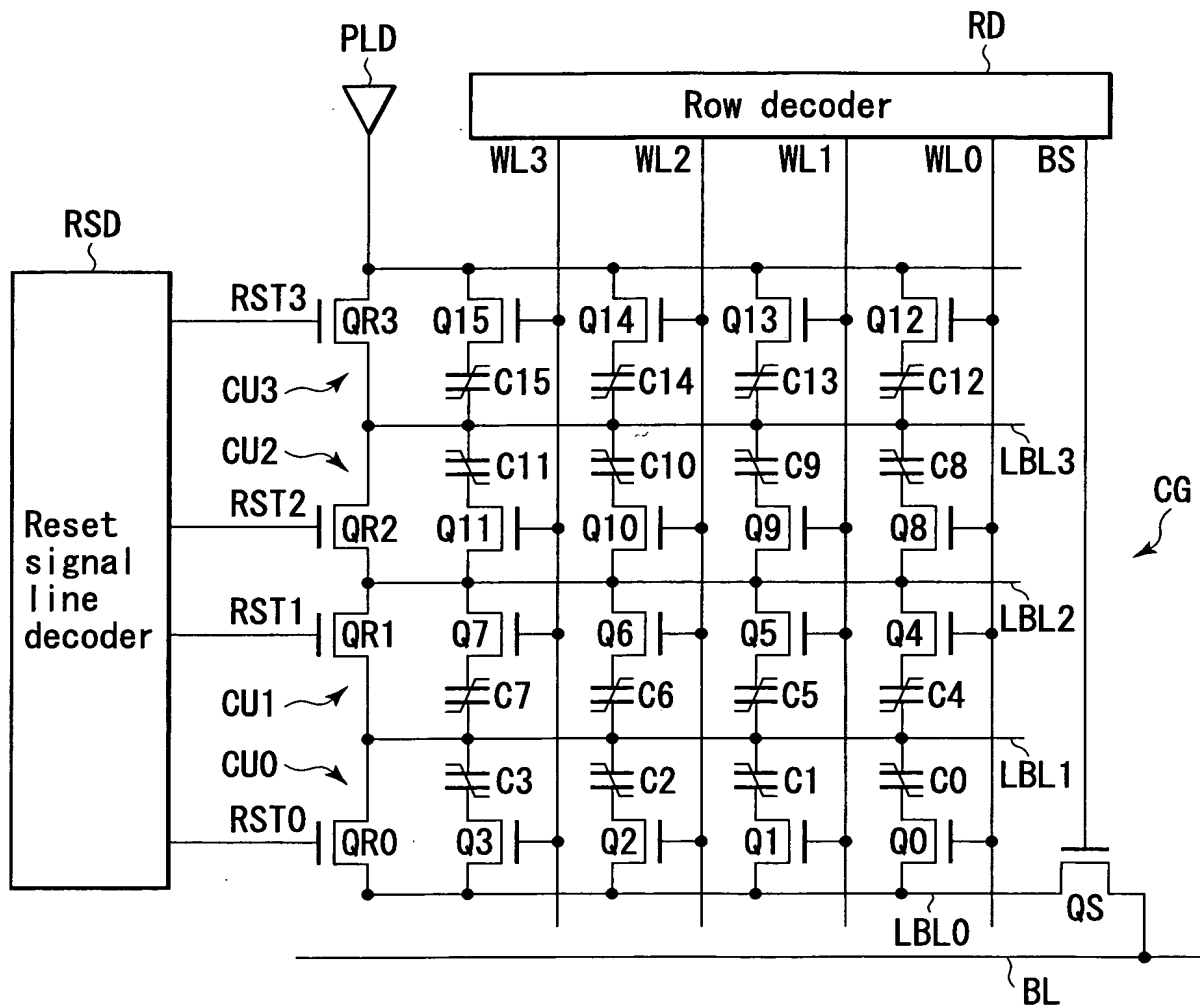 PLD
RD
Row decoder
WL3
WL2
WL1
WL0
BS
RSD
RST3
QR3
Q15
Q14
Q13
Q12
CU3
C15
C14
C13
C12
CU2
C11
C10
C9
C8
LBL3
CG
RST2
QR2
Q11
Q10
Q9
Q8
Reset
signal
line
decoder
RST1
QR1
Q7
Q6
Q5
Q4
LBL2
CU1
C7
C6
C5
C4
CU0
C3
C2
C1
C0
LBL1
RST0
QR0
Q3
Q2
Q1
Q0
QS
LBL0
BL